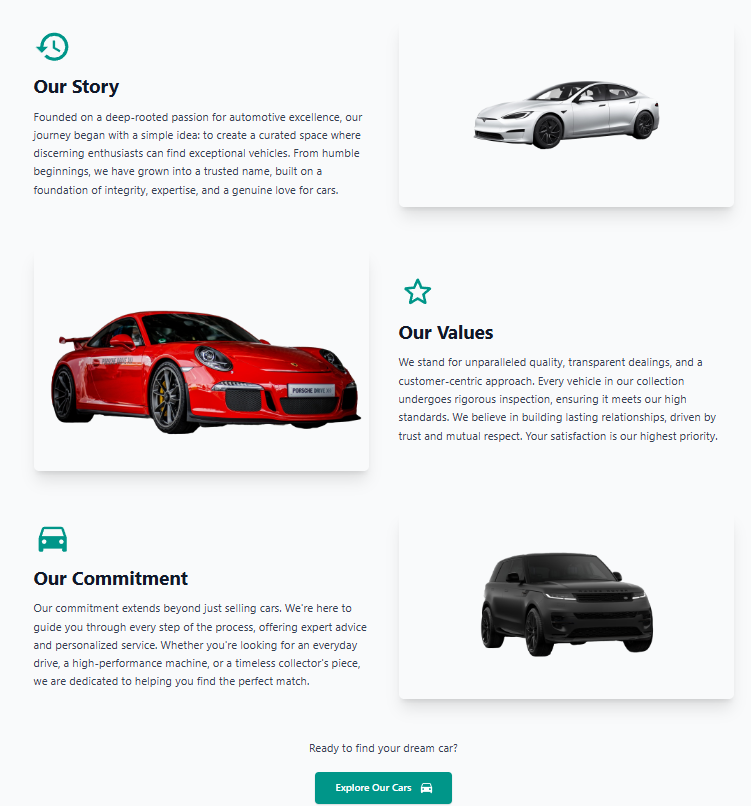 Our Story
Founded on a deep-rooted passion for automotive excellence, our
journey began with a simple idea: to create a curated space where
discerning enthusiasts can find exceptional vehicles. From humble
beginnings, we have grown into a trusted name, built on a
foundation of integrity, expertise, and a genuine love for cars.
PORSCHE DRIVE
Our Values
We stand for unparalleled quality, transparent dealings, and a
customer-centric approach. Every vehicle in our collection
undergoes rigorous inspection, ensuring it meets our high
standards. We believe in building lasting relationships, driven by
trust and mutual respect. Your satisfaction is our highest priority.
Our Commitment
Our commitment extends beyond just selling cars. We're here to
guide you through every step of the process, offering expert advice
and personalized service. Whether you're looking for an everyday
drive, a high-performance machine, or a timeless collector's piece,
we are dedicated to helping you find the perfect match.
Ready to find your dream car?
Explore Our Cars